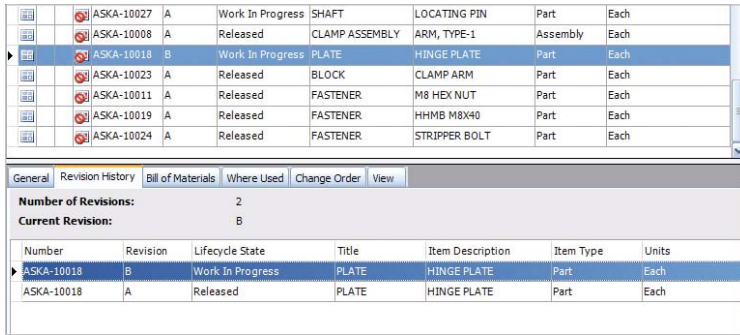 ASKA-10027 A Work In Progress SHAFT LOCATING PIN Part Each
ASKA-10008 A Released CLAMP ASSEMBLY ARM, TYPE-1 Assembly Each
ASKA-10018 B Work In Progress PLATE HINGE PLATE Part Each
ASKA-10023 A Released BLOCK CLAMP ARM Part Each
ASKA-10011 A Released FASTENER M8 HEX NUT Part Each
ASKA-10019 A Released FASTENER HHMB M8X40 Part Each
ASKA-10024 A Released FASTENER STRIPPER BOLT Part Each
General Revision History Bill of Materials Where Used Change Order View
Number of Revisions: 2
Current Revision: B
Number Revision Lifecycle State Title Item Description Item Type Units
ASKA-10018 B Work In Progress PLATE HINGE PLATE Part Each
ASKA-10018 A Released PLATE HINGE PLATE Part Each